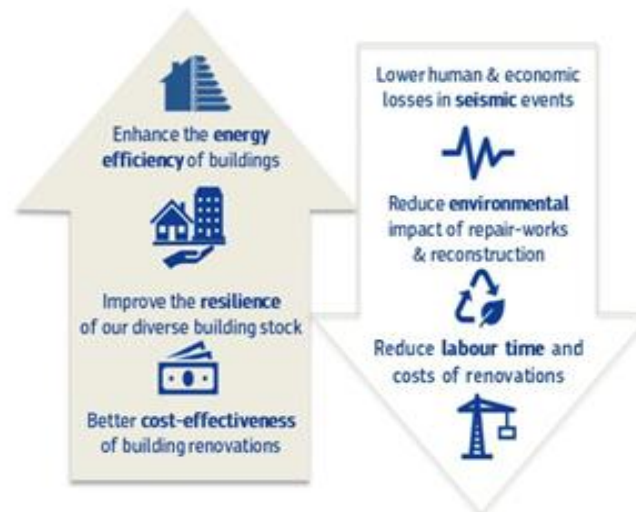 Enhance the energy
efficiency of buildings
Improve the resilience
of our diverse building stock
Better cost-effectiveness
of building renovations
Lower human & economic
losses in seismic events
Reduce environmental
impact of repair-works
& reconstruction
Reduce labour time and
costs of renovations